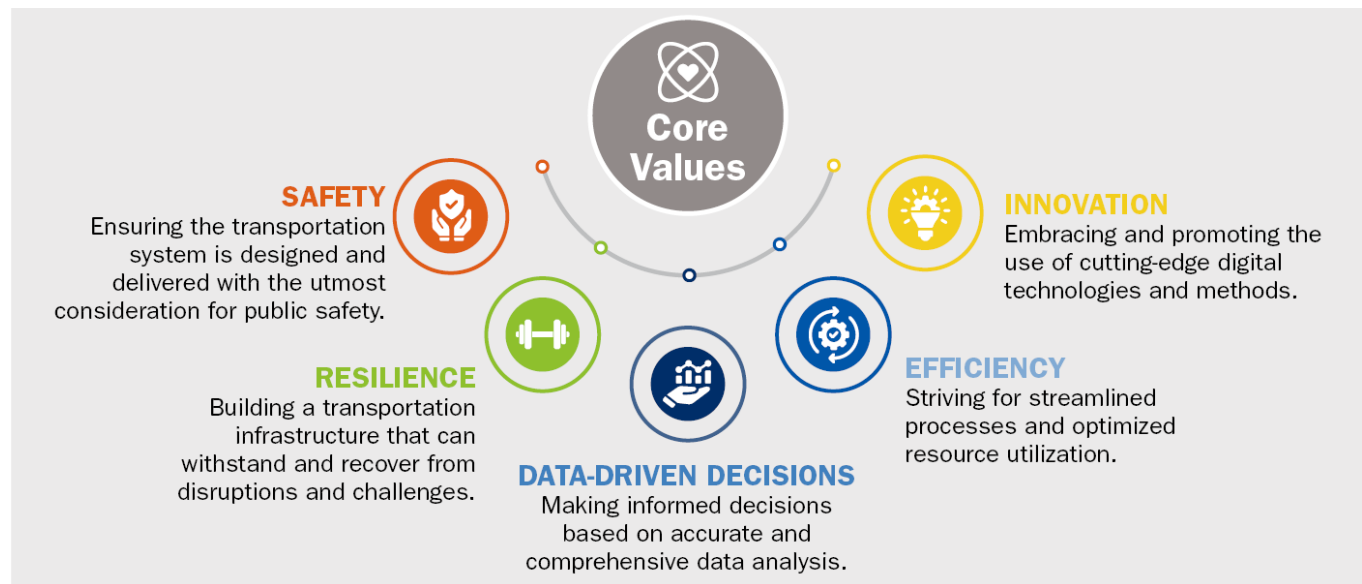 Core
Values
SAFETY
Ensuring the transportation
system is designed and
delivered with the utmost
consideration for public safety.
RESILIENCE
Building a transportation
infrastructure that can
withstand and recover from
disruptions and challenges.
DATA-DRIVEN DECISIONS
Making informed decisions
based on accurate and
comprehensive data analysis.
EFFICIENCY
Striving for streamlined
processes and optimized
resource utilization.
INNOVATION
Embracing and promoting the
use of cutting-edge digital
technologies and methods.